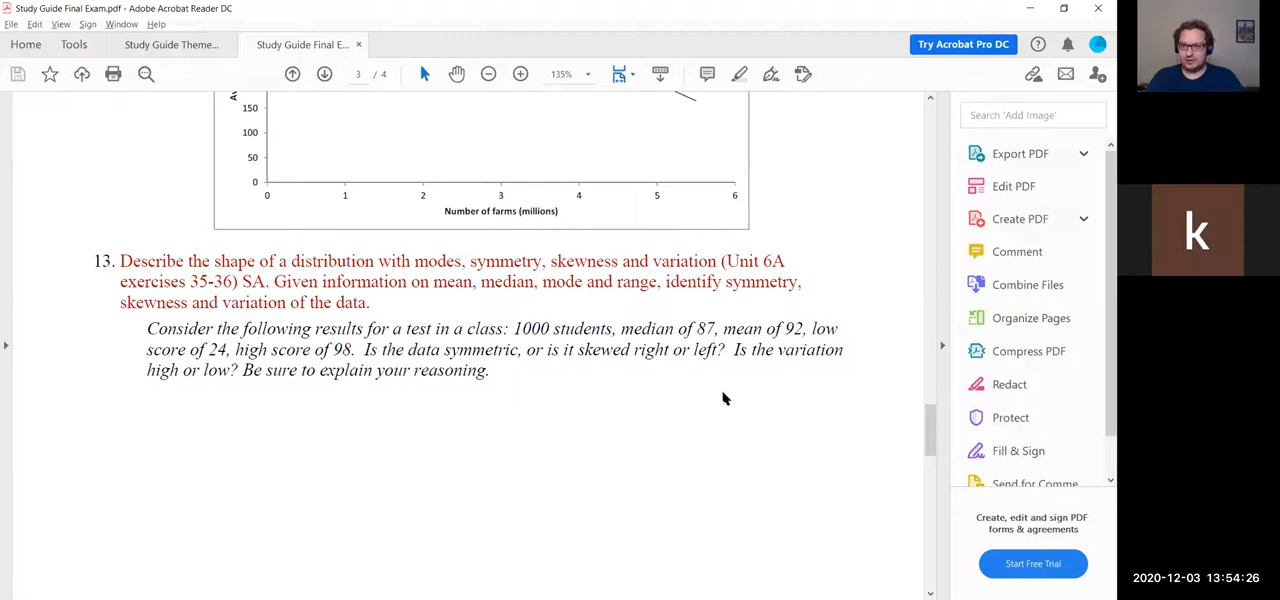 Study Guide Final Exam.pdf - Adobe Acrobat Reader DC
File Edit View Sign Window Help
Home Tools Study Guide Theme... Study Guide Final E... ×
Try Acrobat Pro DC
3 / 4 135%
Search 'Add Image'
150
100
50
0
0 1 2 3 4 5 6
Number of farms (millions)
13. Describe the shape of a distribution with modes, symmetry, skewness and variation (Unit 6A
exercises 35-36) SA. Given information on mean, median, mode and range, identify symmetry,
skewness and variation of the data.
Consider the following results for a test in a class: 1000 students, median of 87, mean of 92, low
score of 24, high score of 98. Is the data symmetric, or is it skewed right or left? Is the variation
high or low? Be sure to explain your reasoning.
Export PDF
Edit PDF
Create PDF
Comment
Combine Files
Organize Pages
Compress PDF
Redact
Protect
Fill & Sign
Send for Comme
Create, edit and sign PDF
forms & agreements
Start Free Trial
k
2020-12-03 13:54:26